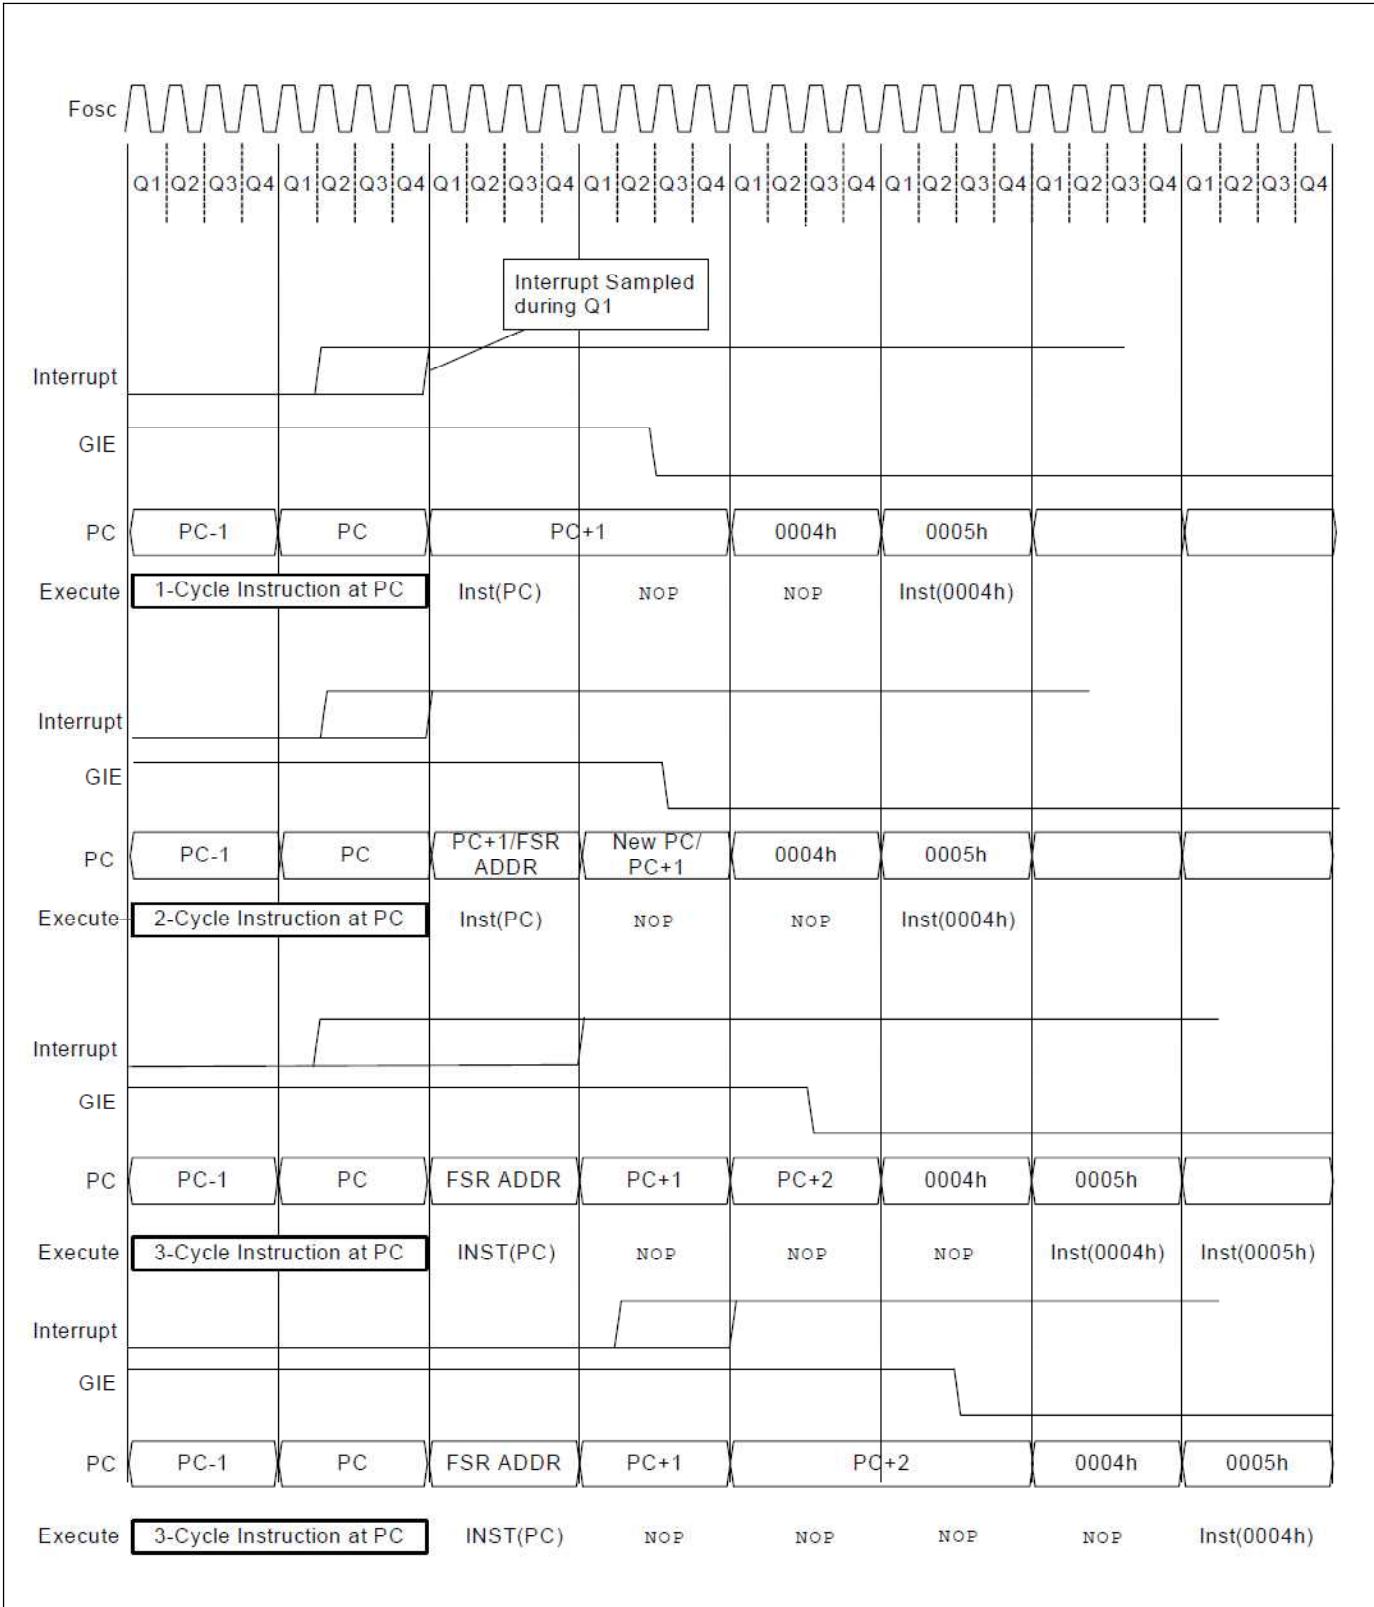 Fosc
Q1 Q2 Q3 Q4 Q1 Q2 Q3 Q4 Q1 Q2 Q3 Q4 Q1 Q2 Q3 Q4 Q1 Q2 Q3 Q4 Q1 Q2 Q3 Q4 Q1 Q2 Q3 Q4 Q1 Q2 Q3 Q4
Interrupt Sampled
during Q1
Interrupt
GIE
PC PC-1 PC PC+1 0004h 0005h
Execute 1-Cycle Instruction at PC Inst(PC) NOP NOP Inst(0004h)
Interrupt
GIE
PC PC-1 PC PC+1/FSR ADDR New PC/ PC+1 0004h 0005h
Execute 2-Cycle Instruction at PC Inst(PC) NOP NOP Inst(0004h)
Interrupt
GIE
PC PC-1 PC FSR ADDR PC+1 PC+2 0004h 0005h
Execute 3-Cycle Instruction at PC INST(PC) NOP NOP NOP Inst(0004h) Inst(0005h)
Interrupt
GIE
PC PC-1 PC FSR ADDR PC+1 PC+2 0004h 0005h
Execute 3-Cycle Instruction at PC INST(PC) NOP NOP NOP NOP Inst(0004h)